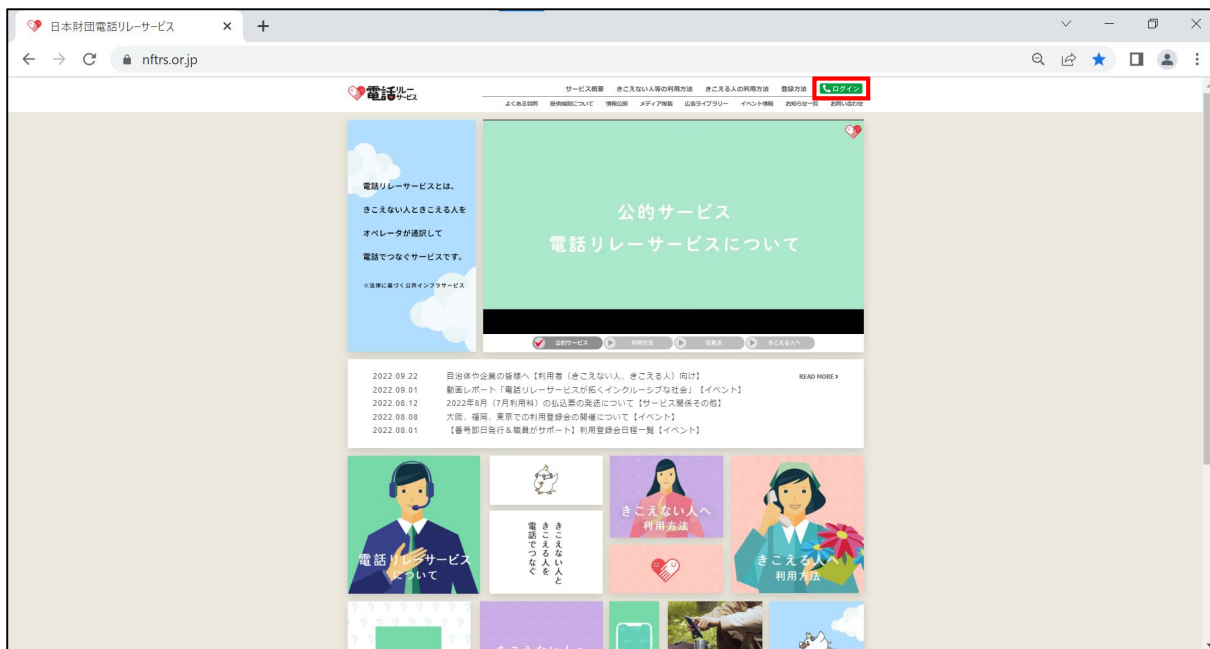 日本財団電話リレーサービス
nftrs.or.jp
電話リレーサービス
サービス概要 きこえない人等の利用方法 きこえる人の利用方法 登録方法 ログイン
よくある質問 提供機関について 情報公開 メディア掲載 広告ライブラリー イベント情報 お知らせ一覧 お問い合わせ
電話リレーサービスとは、
きこえない人ときこえる人を
オペレータが通訳して
電話でつなぐサービスです。
※法律に基づく公共インフラサービス
公的サービス
電話リレーサービスについて
公的サービス 利用方法 注意点 きこえる人へ
2022.09.22 自治体や企業の皆様へ【利用者（きこえない人、きこえる人）向け】 READ MORE
2022.09.01 動画レポート「電話リレーサービスが拓くインクルーシブな社会」【イベント】
2022.08.12 2022年8月（7月利用料）の払込票の発送について【サービス関係その他】
2022.08.08 大阪、福岡、東京での利用登録会の開催について【イベント】
2022.08.01 【番号即日発行＆職員がサポート】利用登録会日程一覧【イベント】
電話リレーサービス
について
きこえない人と
きこえる人を
電話でつなぐ
きこえない人へ
利用方法
きこえる人へ
利用方法